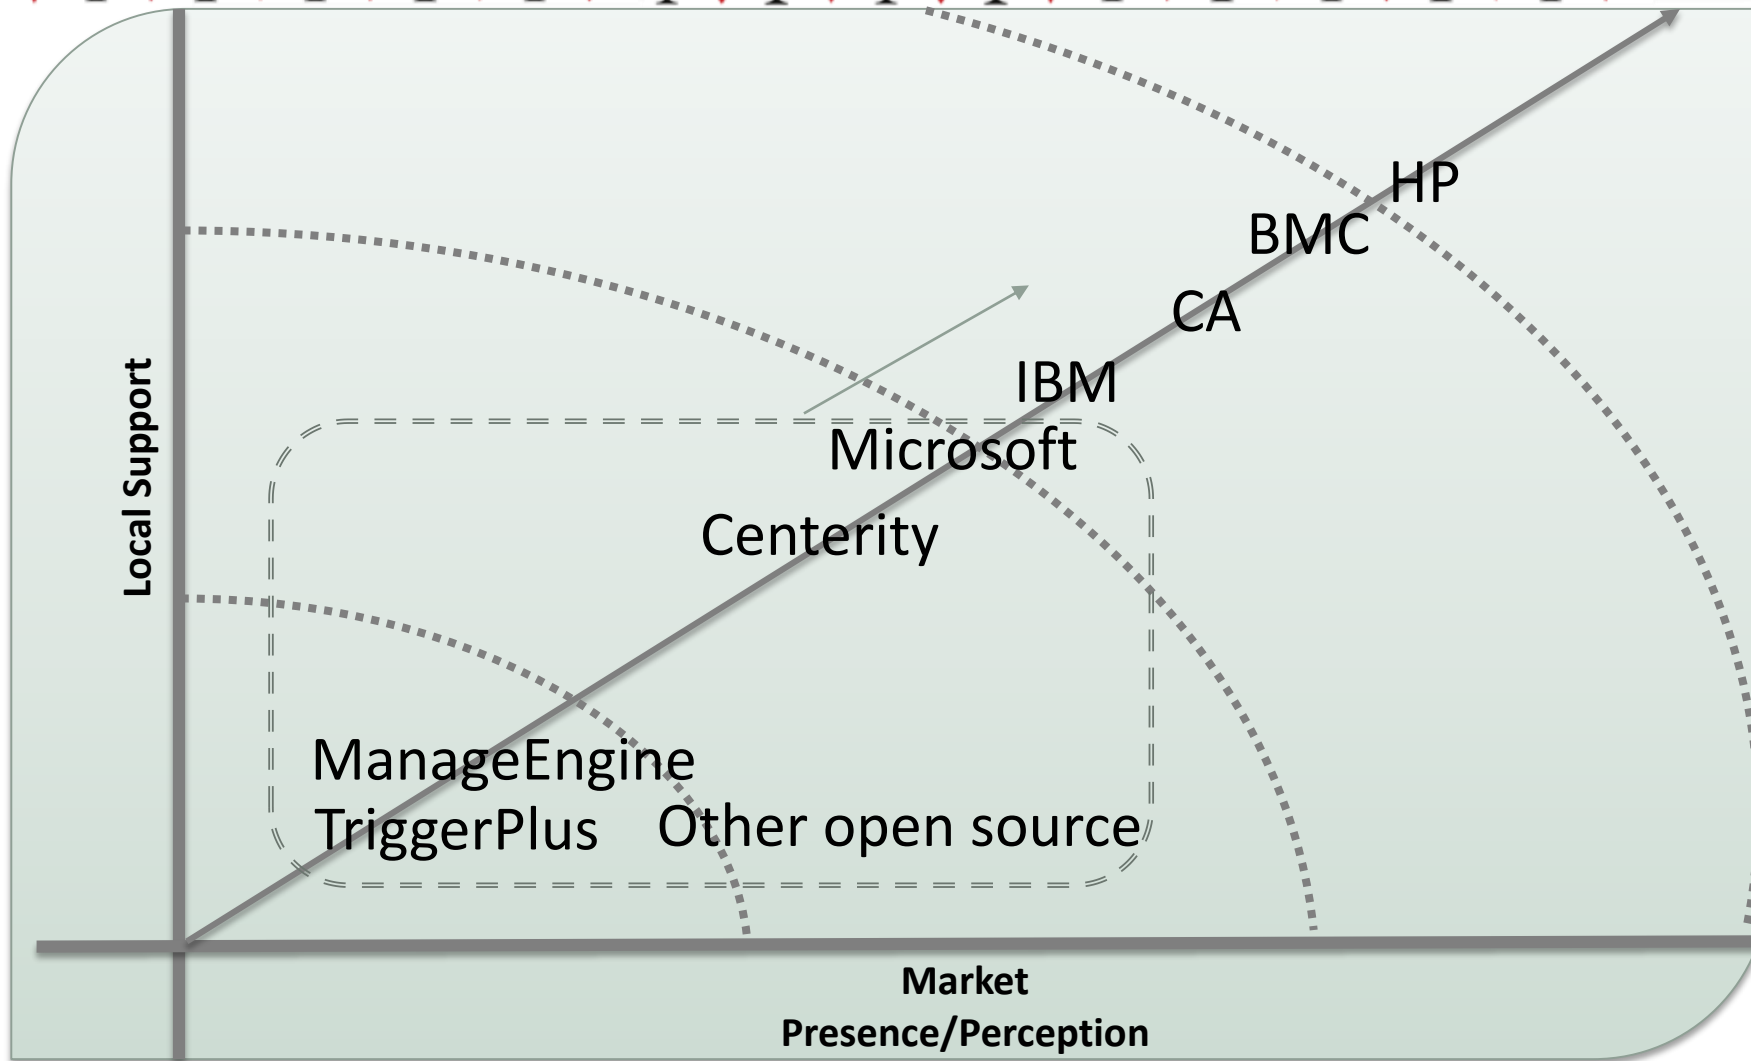 HP
BMC
CA
IBM
Microsoft
Centerity
Local Support
ManageEngine
TriggerPlus
Other open source
Market
Presence/Perception